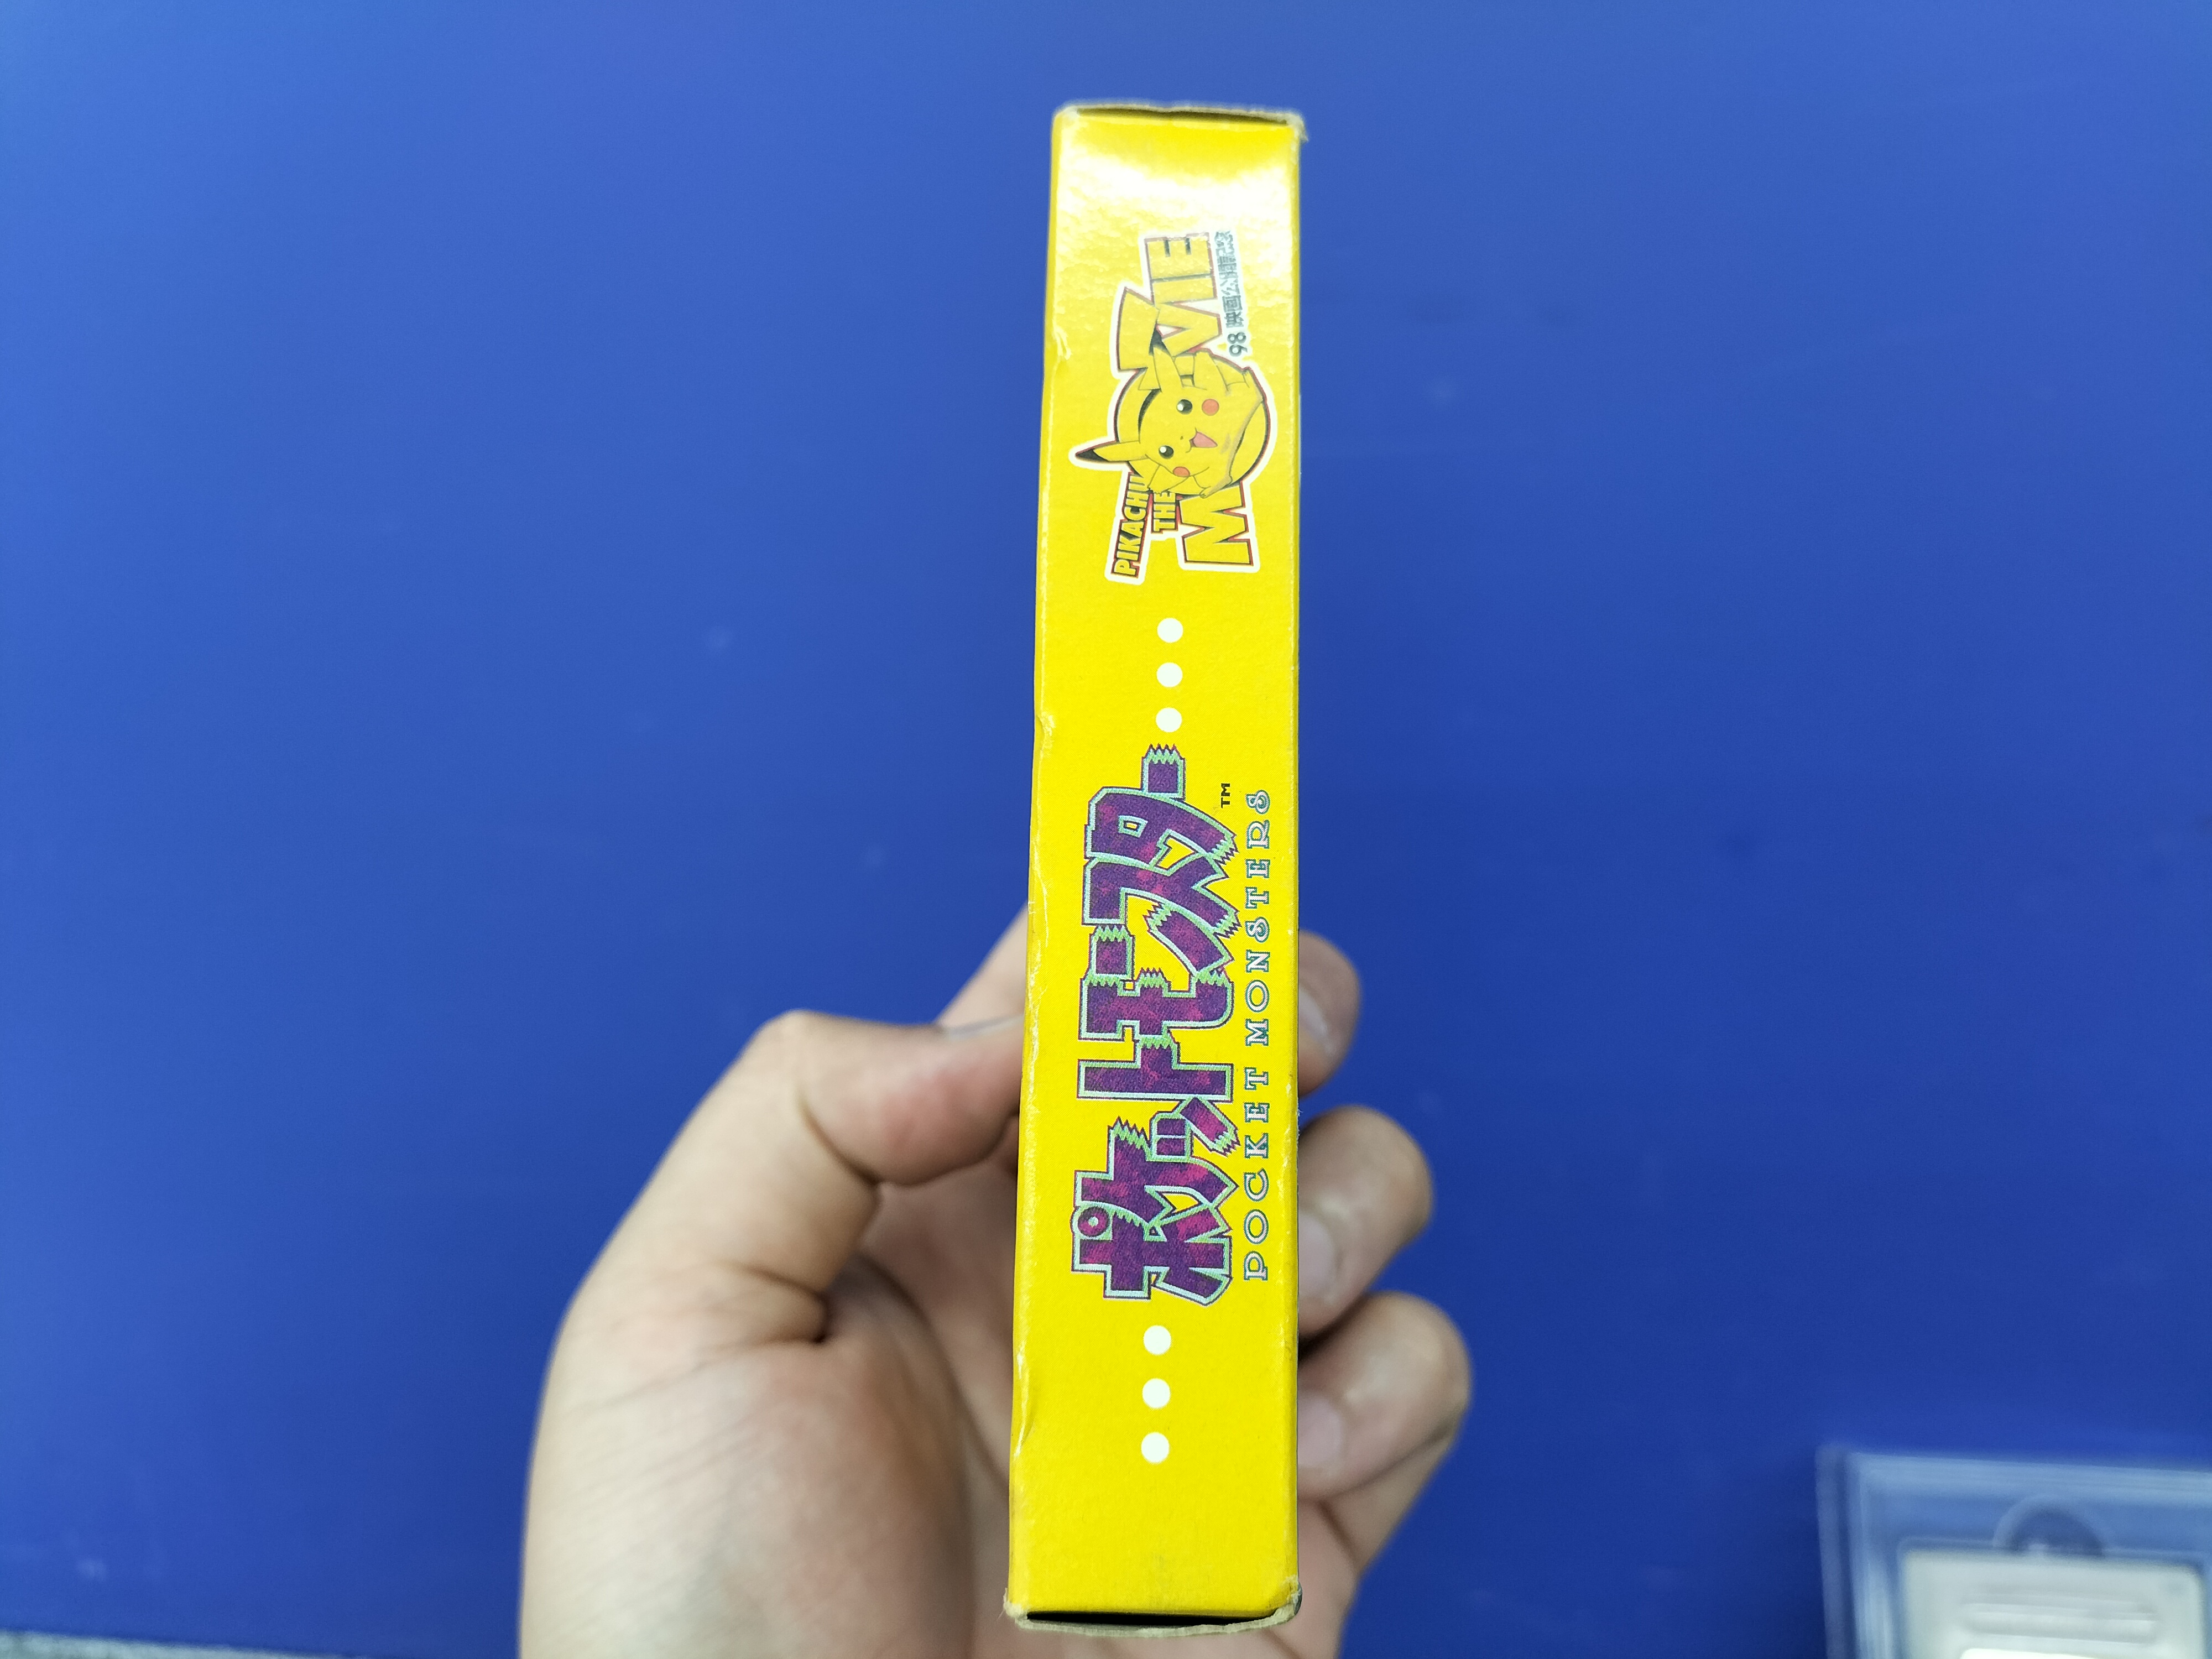 ポケットモンスター™
POCKET MONSTERS
PIKACHU
THE
MOVIE
98 映画公開記念